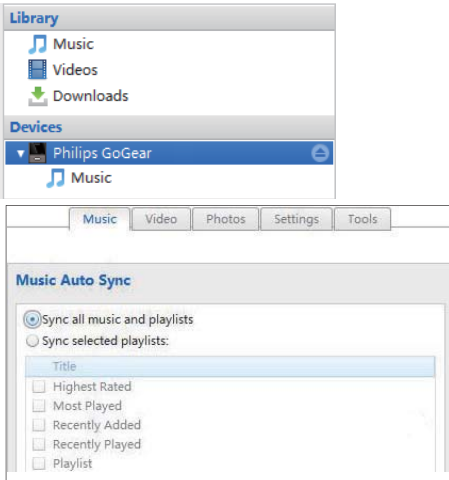 Library
Music
Videos
Downloads
Devices
Philips GoGear
Music
Music Video Photos Settings Tools
Music Auto Sync
Sync all music and playlists
Sync selected playlists:
Title
Highest Rated
Most Played
Recently Added
Recently Played
Playlist